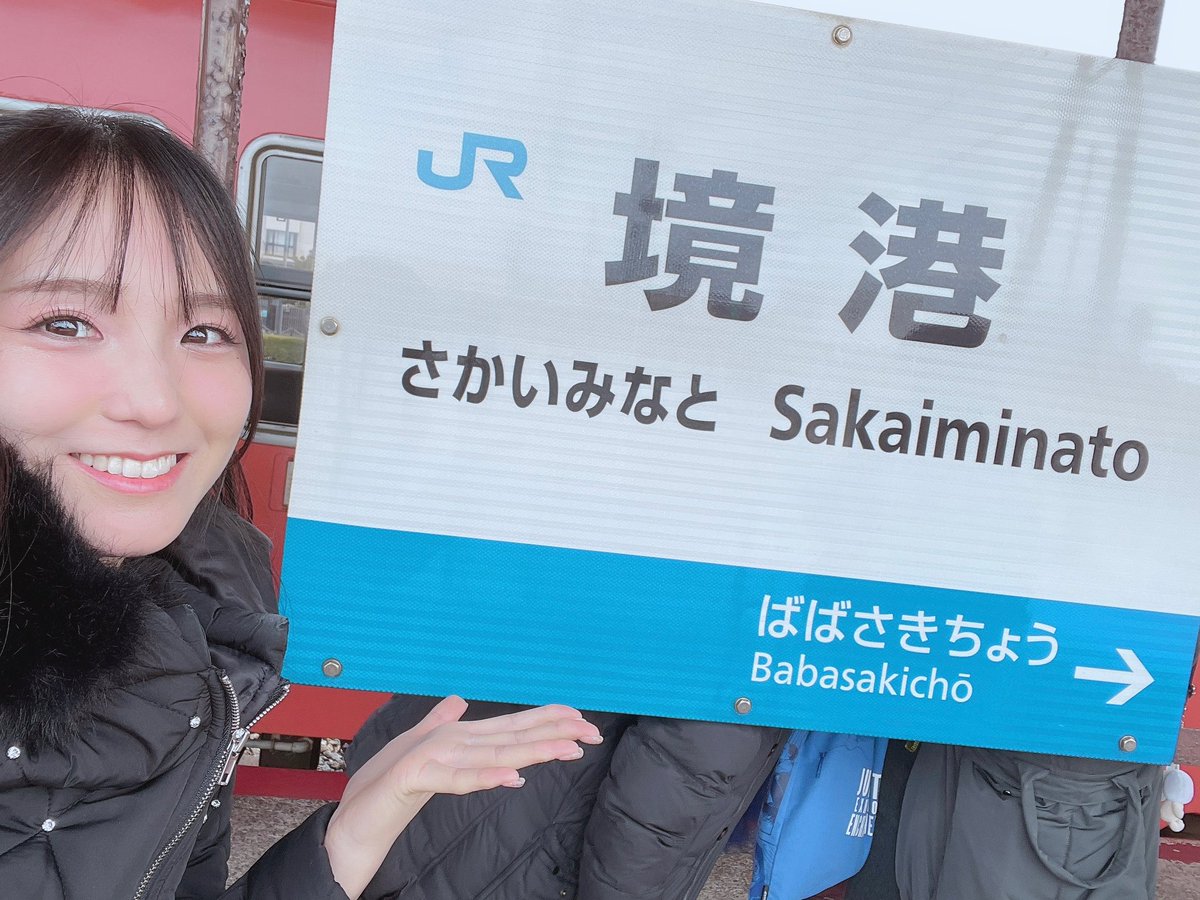 JR 境港
さかいみなと Sakaiminato
ばばさきちょう
Babasakichō